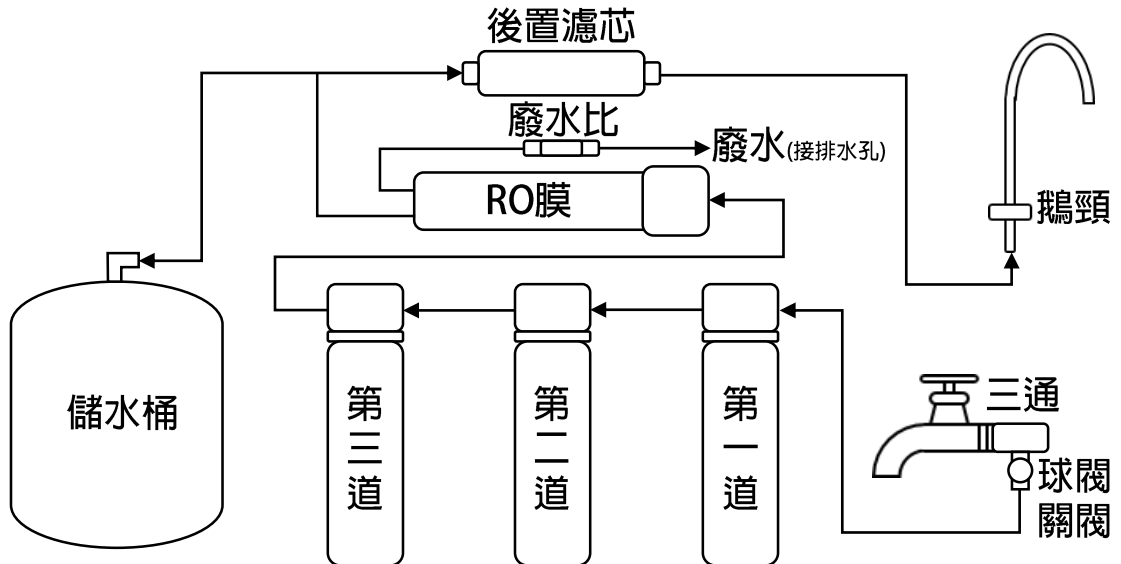 後置濾芯
廢水比
廢水(接排水孔)
RO膜
鵝頸
儲水桶
第三道
第二道
第一道
三通
球閥
關閥